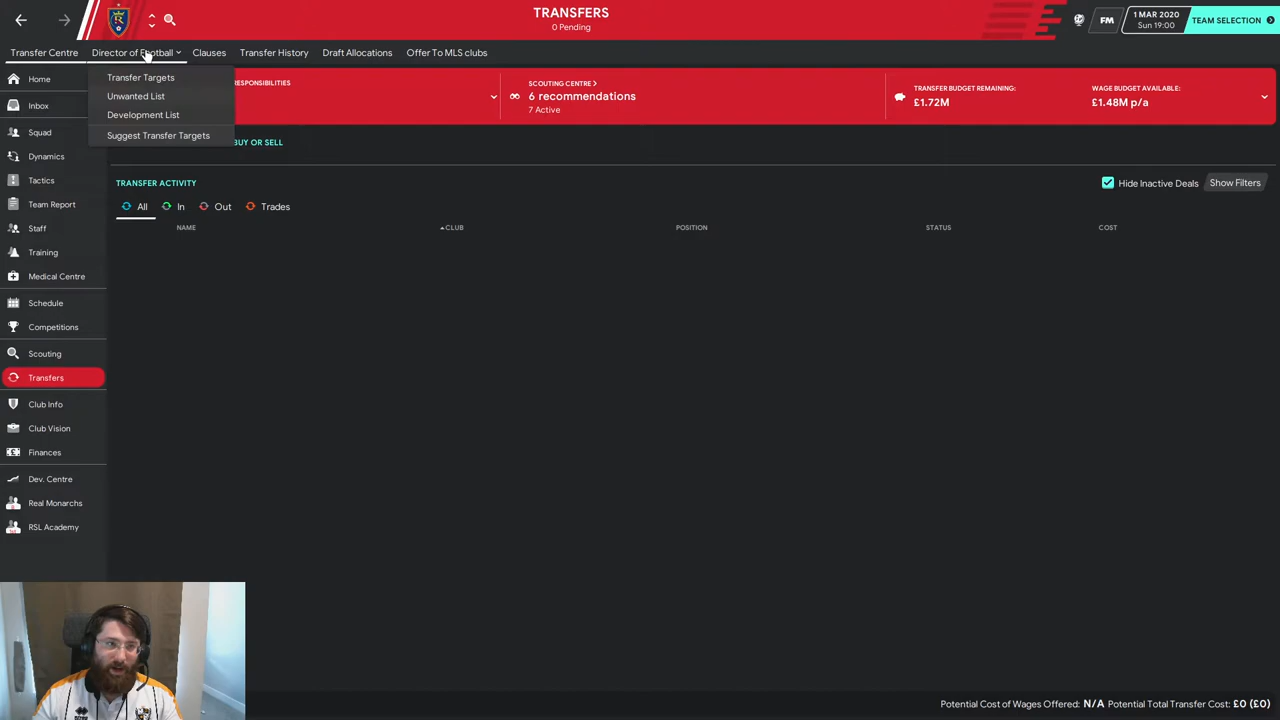 TRANSFERS
0 Pending
FM
1 MAR 2020
Sun 19:00
TEAM SELECTION
Transfer Centre
Director of Football
Clauses
Transfer History
Draft Allocations
Offer To MLS clubs
Transfer Targets
Unwanted List
Development List
Suggest Transfer Targets
RESPONSIBILITIES
SCOUTING CENTRE >
6 recommendations
7 Active
TRANSFER BUDGET REMAINING:
£1.72M
WAGE BUDGET AVAILABLE:
£1.48M p/a
BUY OR SELL
TRANSFER ACTIVITY
Hide Inactive Deals
Show Filters
All
In
Out
Trades
NAME
CLUB
POSITION
STATUS
COST
Home
Inbox
Squad
Dynamics
Tactics
Team Report
Staff
Training
Medical Centre
Schedule
Competitions
Scouting
Transfers
Club Info
Club Vision
Finances
Dev. Centre
Real Monarchs
RSL Academy
Potential Cost of Wages Offered: N/A Potential Total Transfer Cost: £0 (£0)